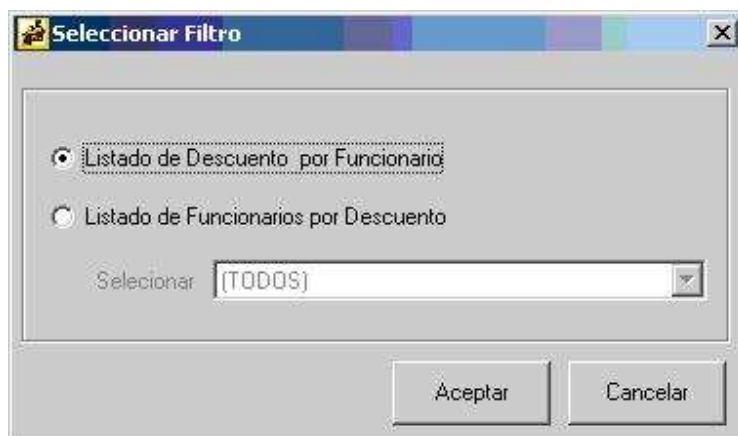 Seleccionar Filtro
Listado de Descuento por Funcionario
Listado de Funcionarios por Descuento
Selecionar (TODOS)
Aceptar Cancelar